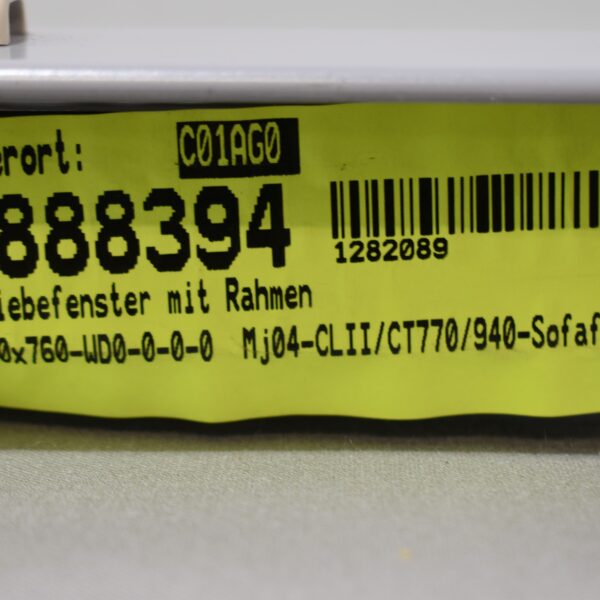 erort: C01AG0
888394
1282089
iebefenster mit Rahmen
0x760-WD0-0-0-0 Mj04-CLII/CT770/940-Sofaf